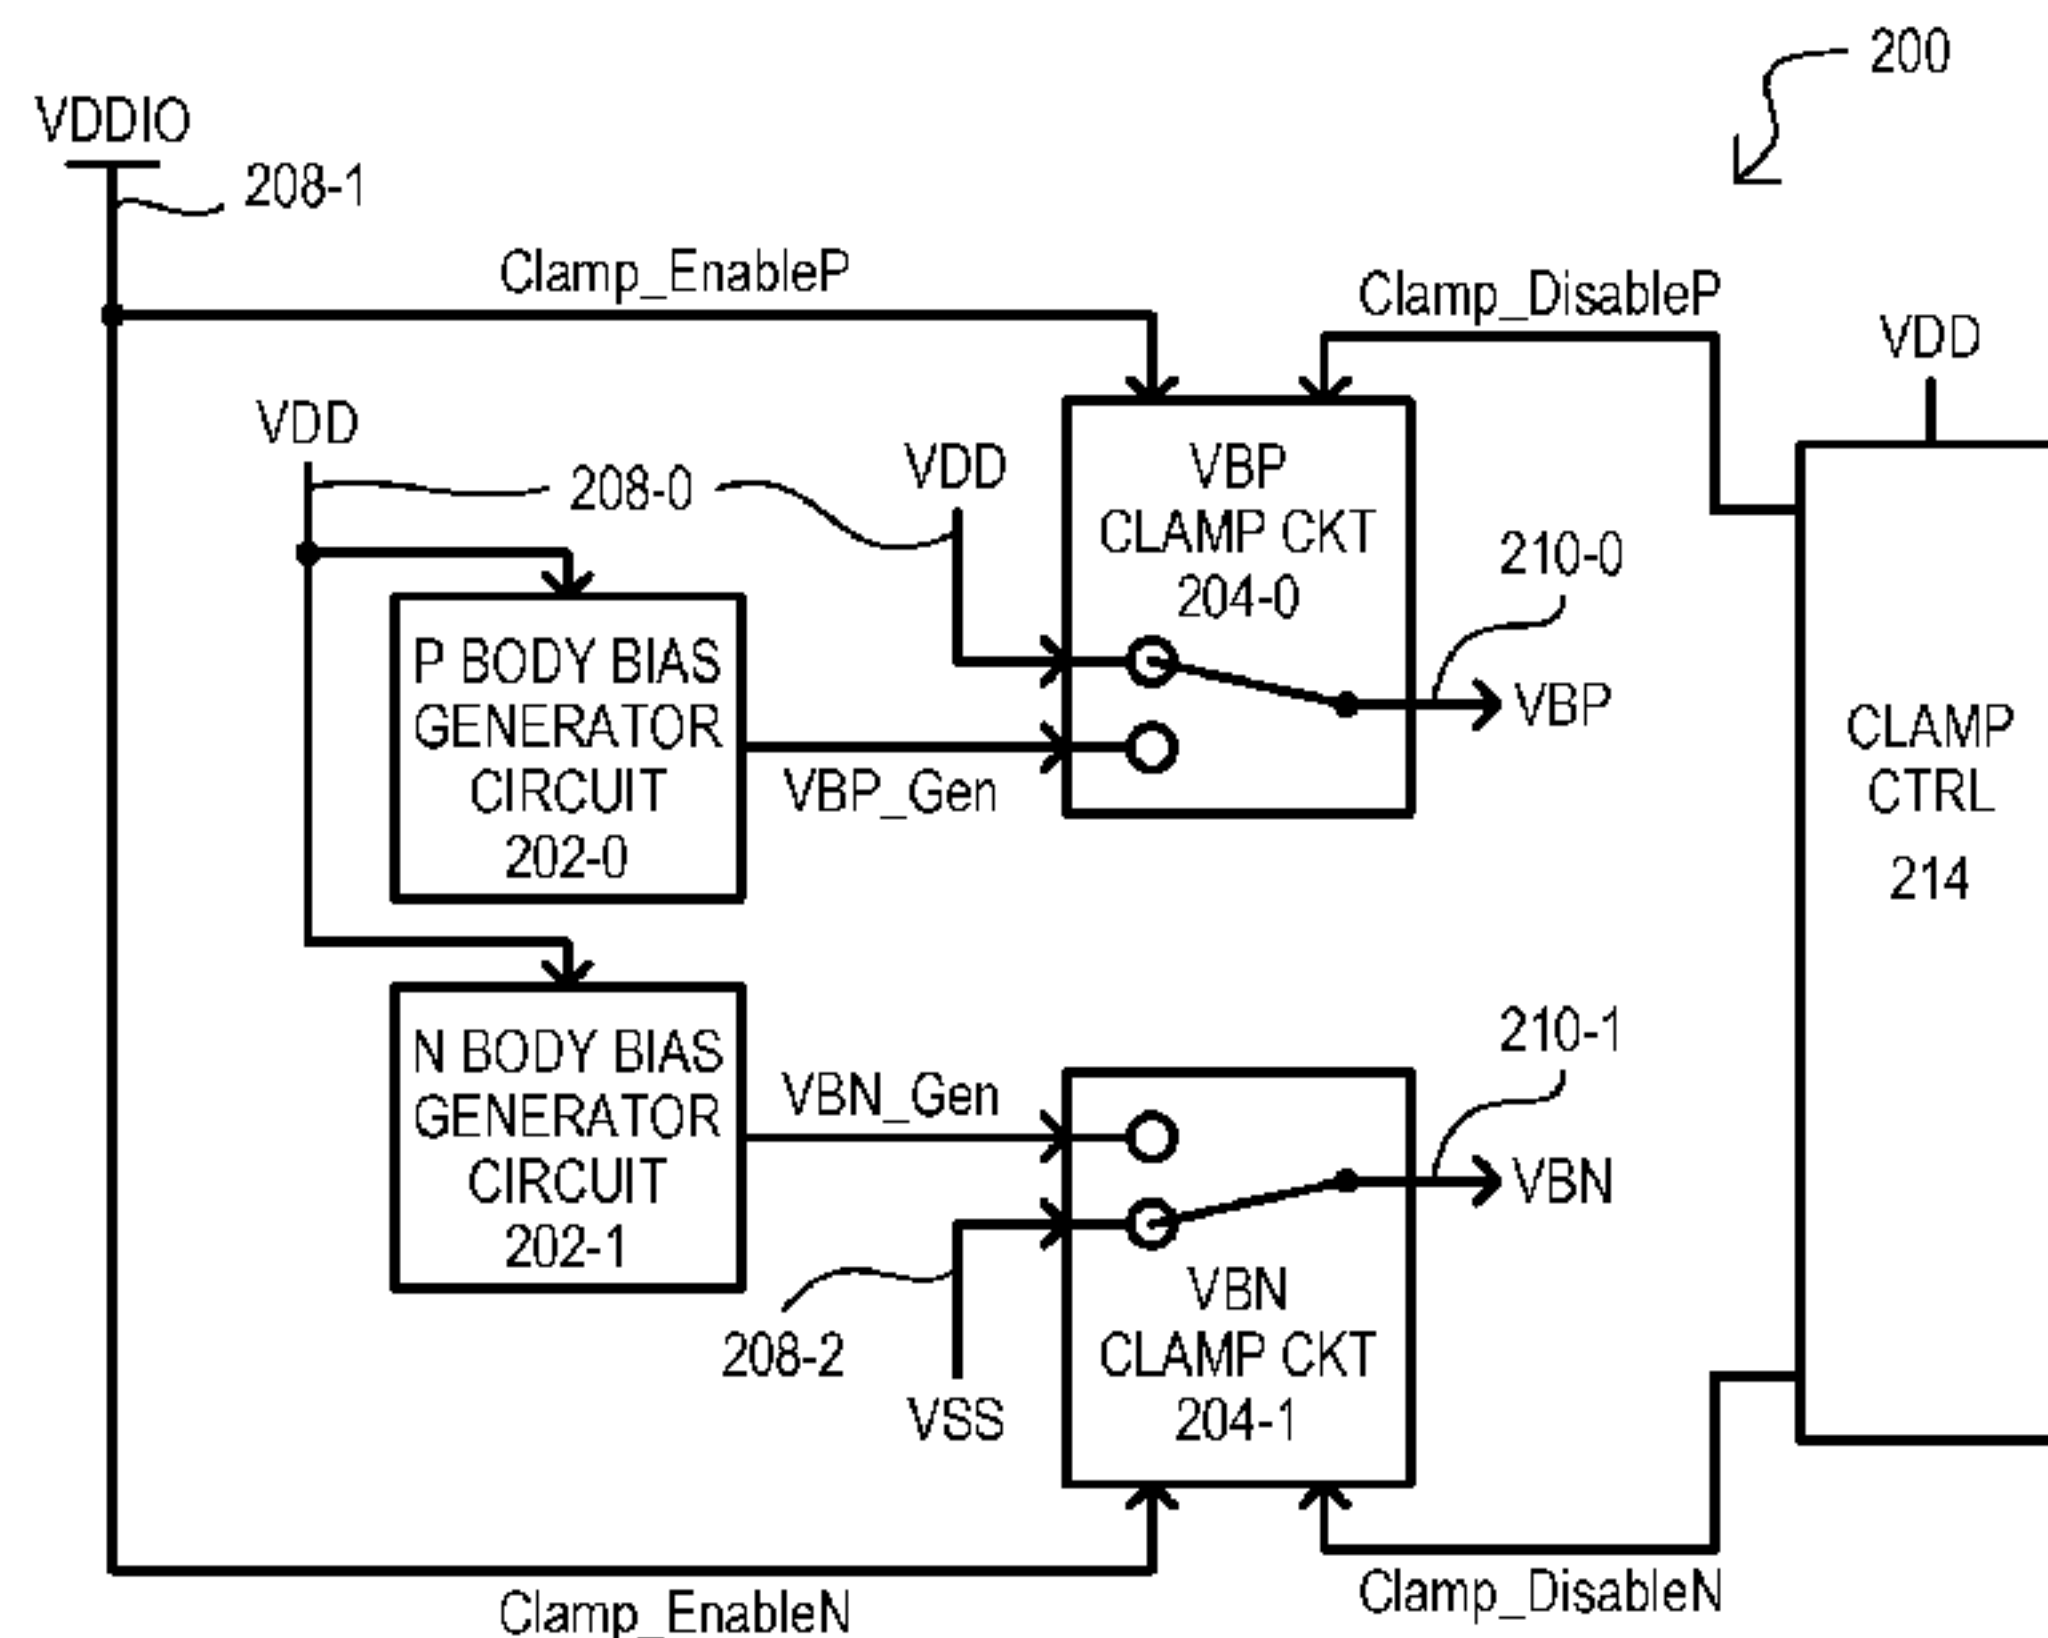 200
VDDIO
208-1
Clamp_EnableP
Clamp_DisableP
VDD
VDD
208-0
VDD
VBP
CLAMP CKT
204-0
210-0
P BODY BIAS
GENERATOR
CIRCUIT
202-0
VBP_Gen
VBP
CLAMP
CTRL
214
N BODY BIAS
GENERATOR
CIRCUIT
202-1
VBN_Gen
210-1
VBN
208-2
VSS
VBN
CLAMP CKT
204-1
Clamp_EnableN
Clamp_DisableN